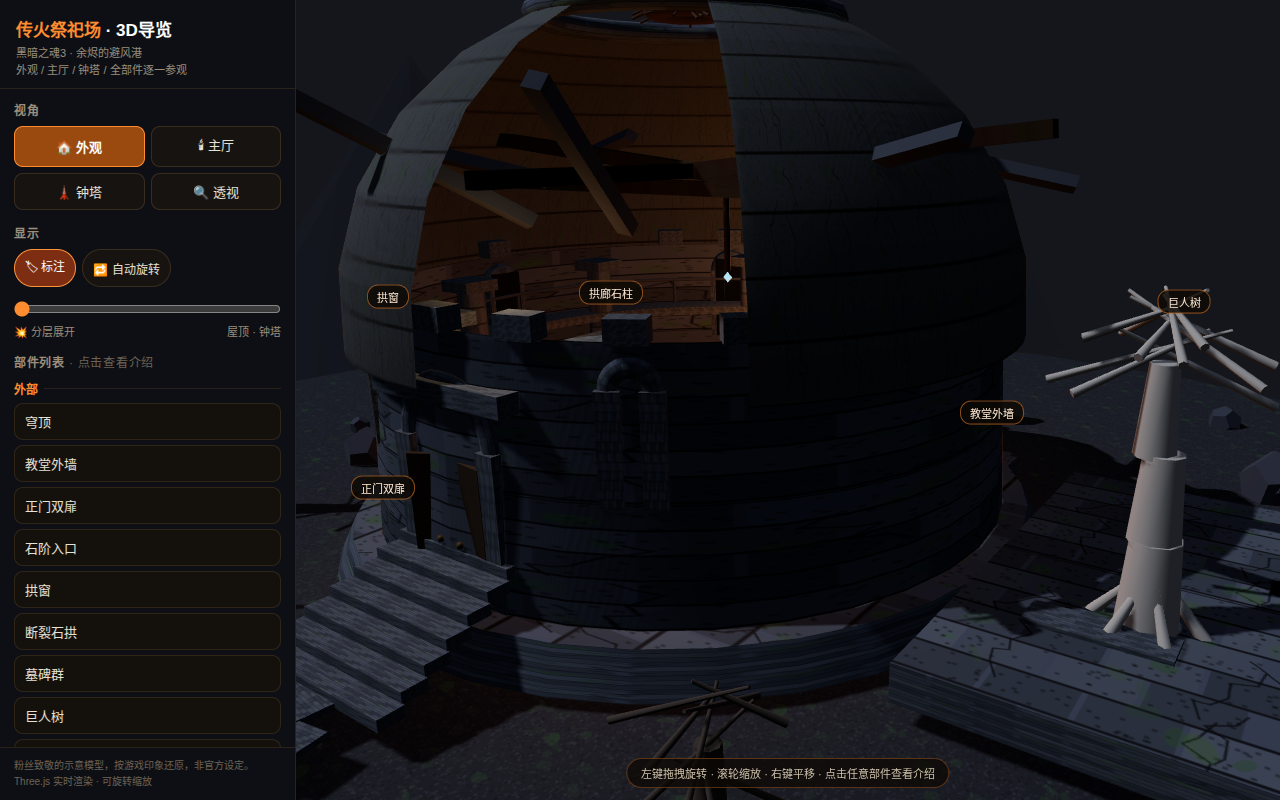 传火祭祀场 · 3D导览
黑暗之魂3 · 余烬的避风港
外观 / 主厅 / 钟塔 / 全部件逐一参观
视角
外观
主厅
钟塔
透视
显示
标注
自动旋转
分层展开
屋顶 · 钟塔
部件列表 · 点击查看介绍
外部
穹顶
教堂外墙
正门双扉
石阶入口
拱窗
断裂石拱
墓碑群
巨人树
粉丝致敬的示意模型，按游戏印象还原，非官方设定。
Three.js 实时渲染 · 可旋转缩放
拱窗
拱廊石柱
巨人树
教堂外墙
正门双扉
左键拖拽旋转 · 滚轮缩放 · 右键平移 · 点击任意部件查看介绍